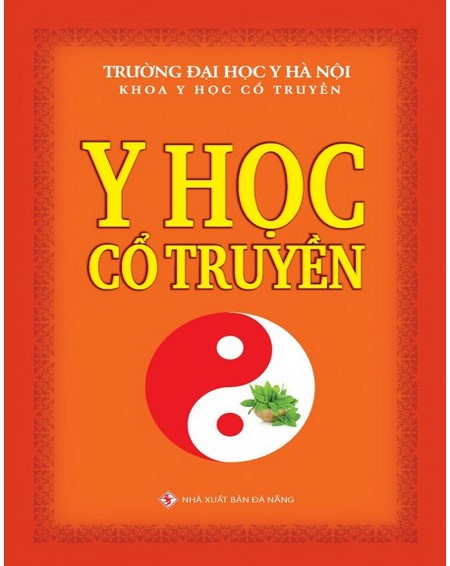 TRƯỜNG ĐẠI HỌC Y HÀ NỘI
KHOA Y HỌC CỔ TRUYỀN
Y HỌC
CỔ TRUYỀN
NHÀ XUẤT BẢN ĐÀ NẴNG